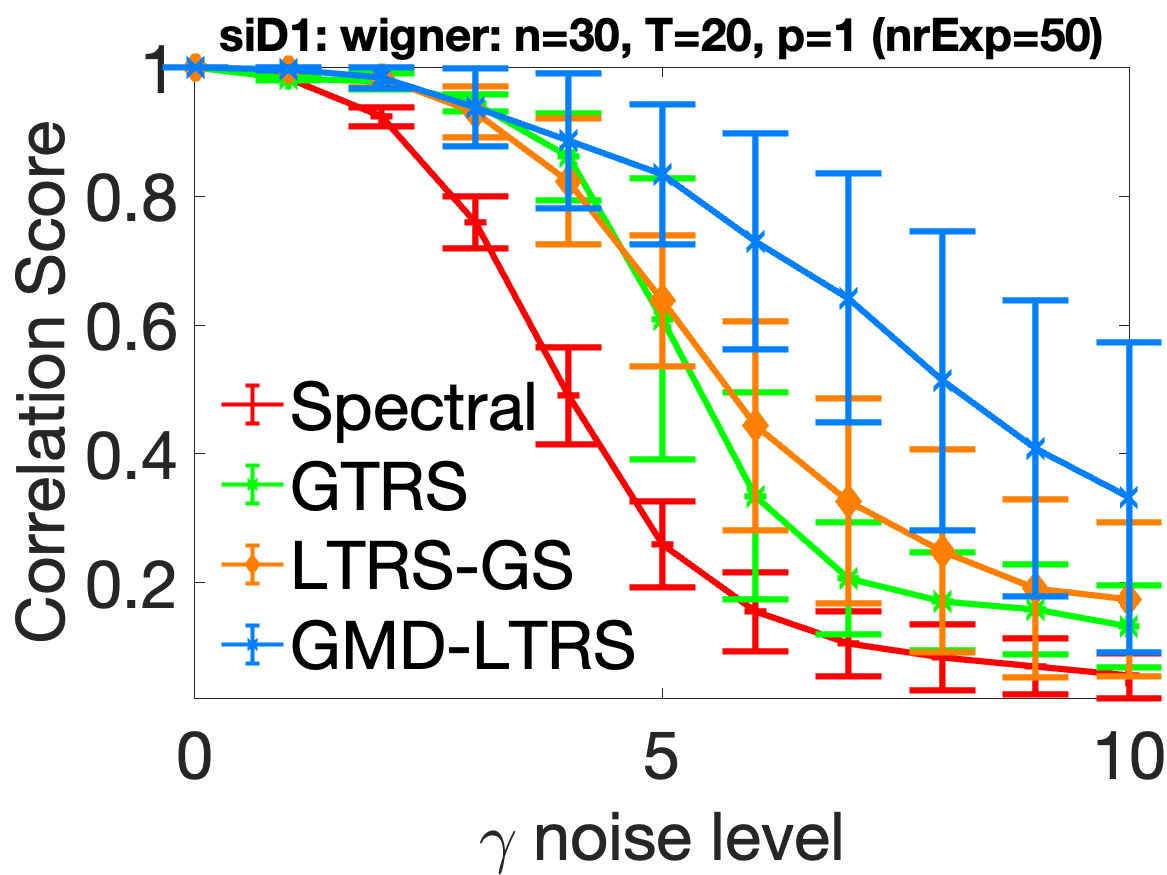 siD1: wigner: n=30, T=20, p=1 (nrExp=50)
Correlation Score
1
0.8
0.6
0.4
0.2
Spectral
GTRS
LTRS-GS
GMD-LTRS
0 5 10
γ noise level